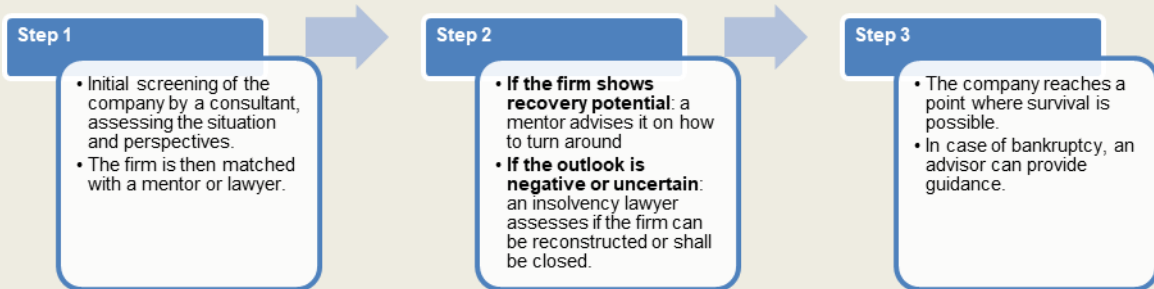 Step 1
• Initial screening of
the company by a
consultant,
assessing the situation
and perspectives.
• The firm is then matched
with a mentor or lawyer.
Step 2
• If the firm shows
recovery potential: a
mentor advises it on how
to turn around
• If the outlook is
negative or uncertain:
an insolvency lawyer
assesses if the firm can
be reconstructed or shall
be closed.
Step 3
• The company reaches a
point where survival is
possible.
• In case of bankruptcy, an
advisor can provide
guidance.